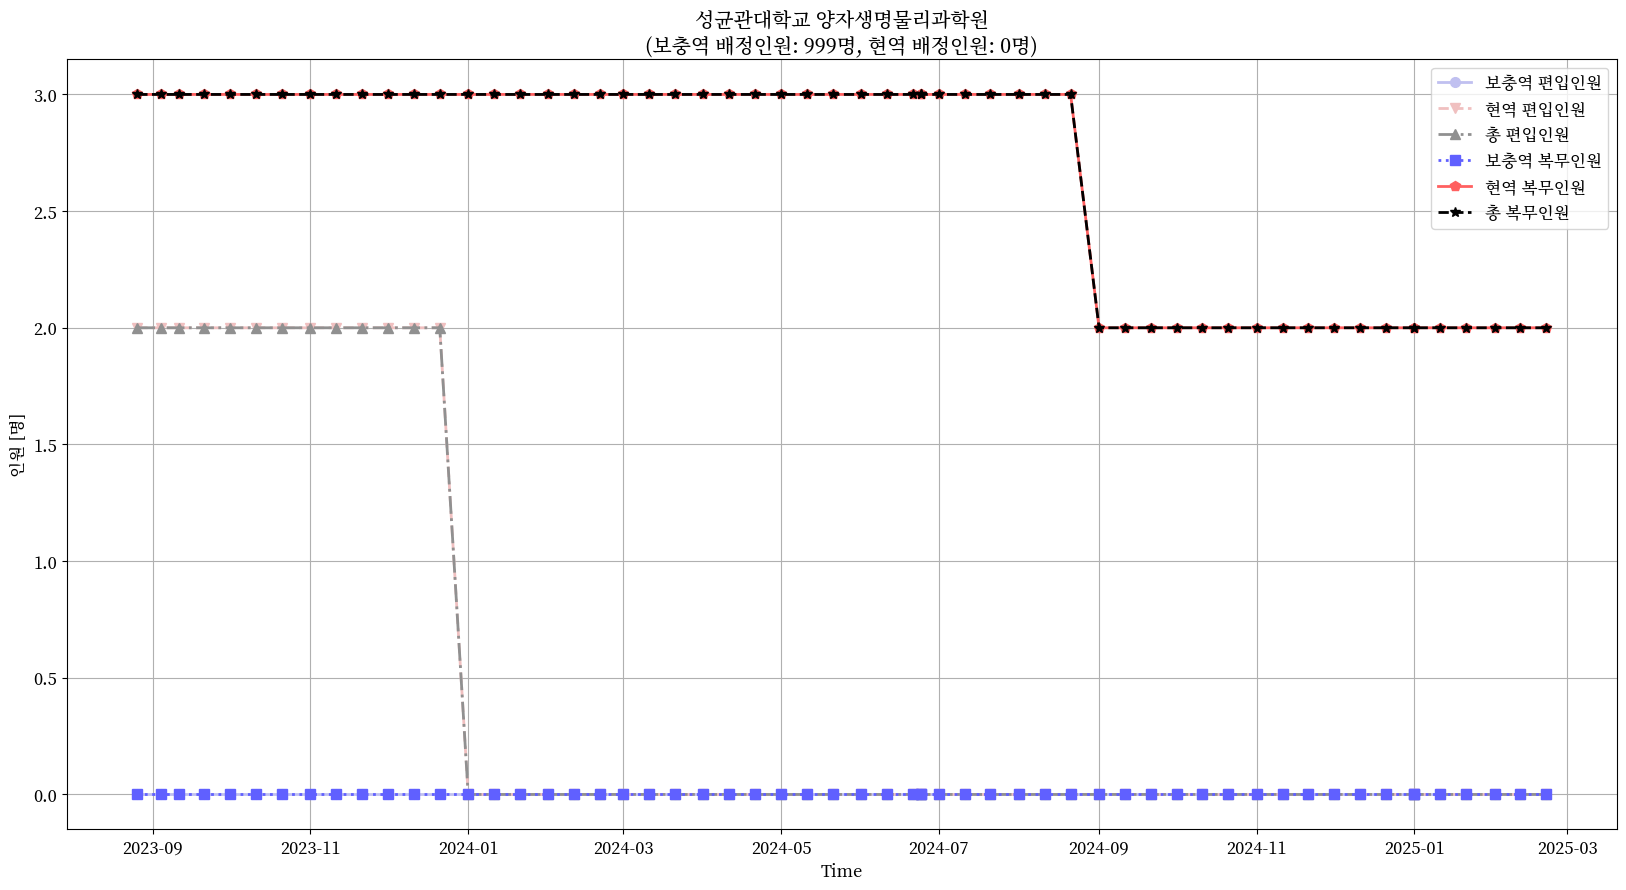 성균관대학교 양자생명물리과학원
(보충역 배정인원: 999명, 현역 배정인원: 0명)
보충역 편입인원
현역 편입인원
총 편입인원
보충역 복무인원
현역 복무인원
총 복무인원
인원 [명]
3.0
2.5
2.0
1.5
1.0
0.5
0.0
2023-09 2023-11 2024-01 2024-03 2024-05 2024-07 2024-09 2024-11 2025-01 2025-03
Time